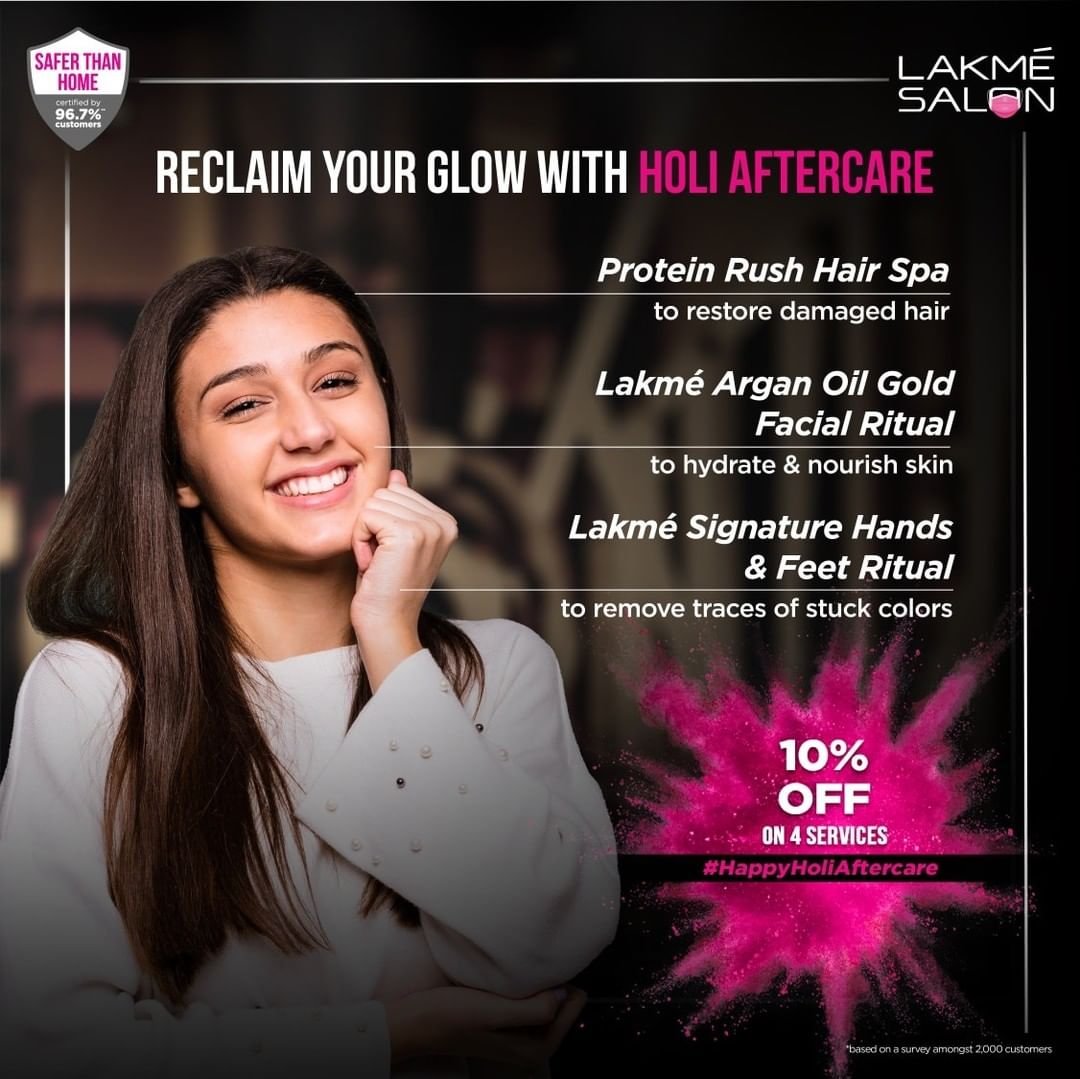 SAFER THAN
HOME
certified by
96.7%*
customers
LAKMÉ
SALON
RECLAIM YOUR GLOW WITH HOLI AFTERCARE
Protein Rush Hair Spa
to restore damaged hair
Lakmé Argan Oil Gold
Facial Ritual
to hydrate & nourish skin
Lakmé Signature Hands
& Feet Ritual
to remove traces of stuck colors
10%
OFF
ON 4 SERVICES
#HappyHoliAftercare
*based on a survey amongst 2,000 customers